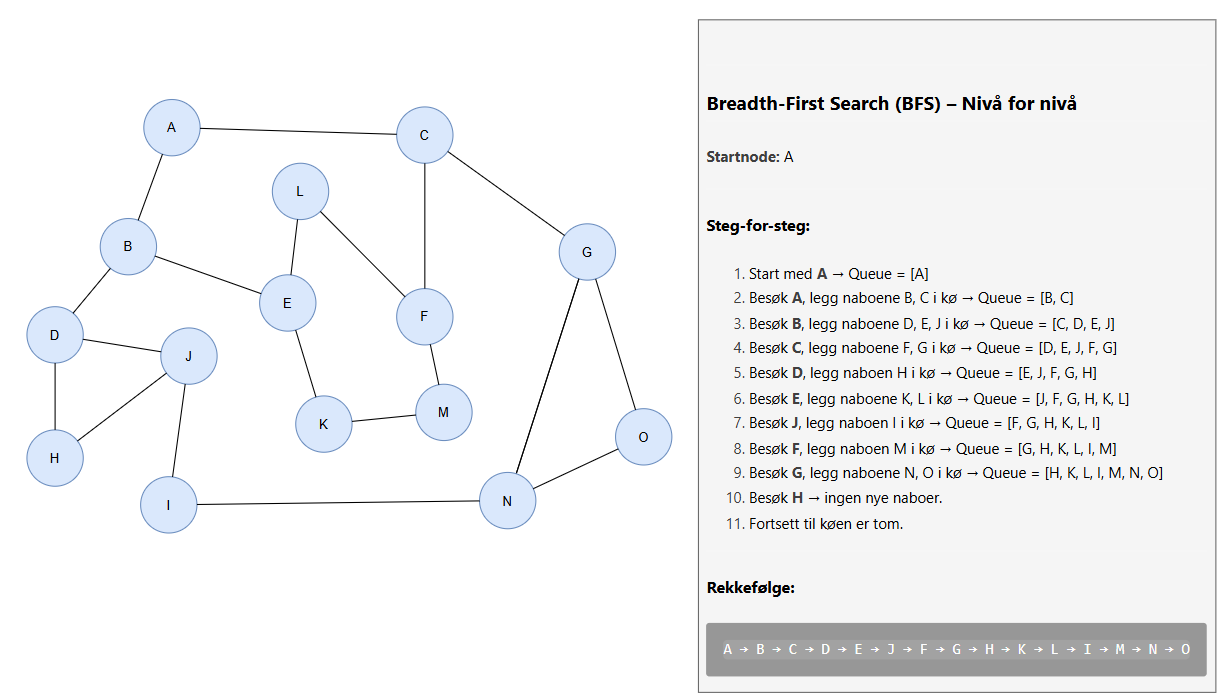 A
C
L
B
G
E
D
F
J
M
K
O
H
N
I
Breadth-First Search (BFS) – Nivå for nivå
Startnode: A
Steg-for-steg:
1. Start med A → Queue = [A]
2. Besøk A, legg naboene B, C i kø → Queue = [B, C]
3. Besøk B, legg naboene D, E, J i kø → Queue = [C, D, E, J]
4. Besøk C, legg naboene F, G i kø → Queue = [D, E, J, F, G]
5. Besøk D, legg naboen H i kø → Queue = [E, J, F, G, H]
6. Besøk E, legg naboene K, L i kø → Queue = [J, F, G, H, K, L]
7. Besøk J, legg naboen I i kø → Queue = [F, G, H, K, L, I]
8. Besøk F, legg naboen M i kø → Queue = [G, H, K, L, I, M]
9. Besøk G, legg naboene N, O i kø → Queue = [H, K, L, I, M, N, O]
10. Besøk H → ingen nye naboer.
11. Fortsett til køen er tom.
Rekkefølge:
A → B → C → D → E → J → F → G → H → K → L → I → M → N → O